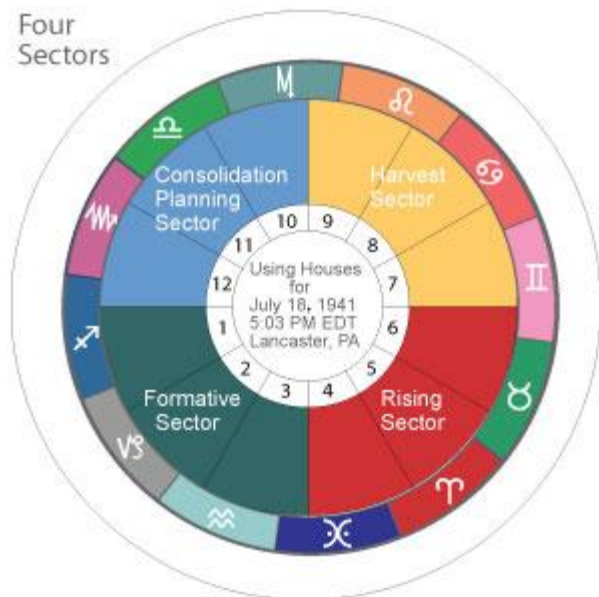 Four
Sectors
Consolidation
Planning
Sector
Harvest
Sector
10
9
11
8
12
7
1
6
2
5
3
4
Using Houses
for
July 18, 1941
5:03 PM EDT
Lancaster, PA
Formative
Sector
Rising
Sector